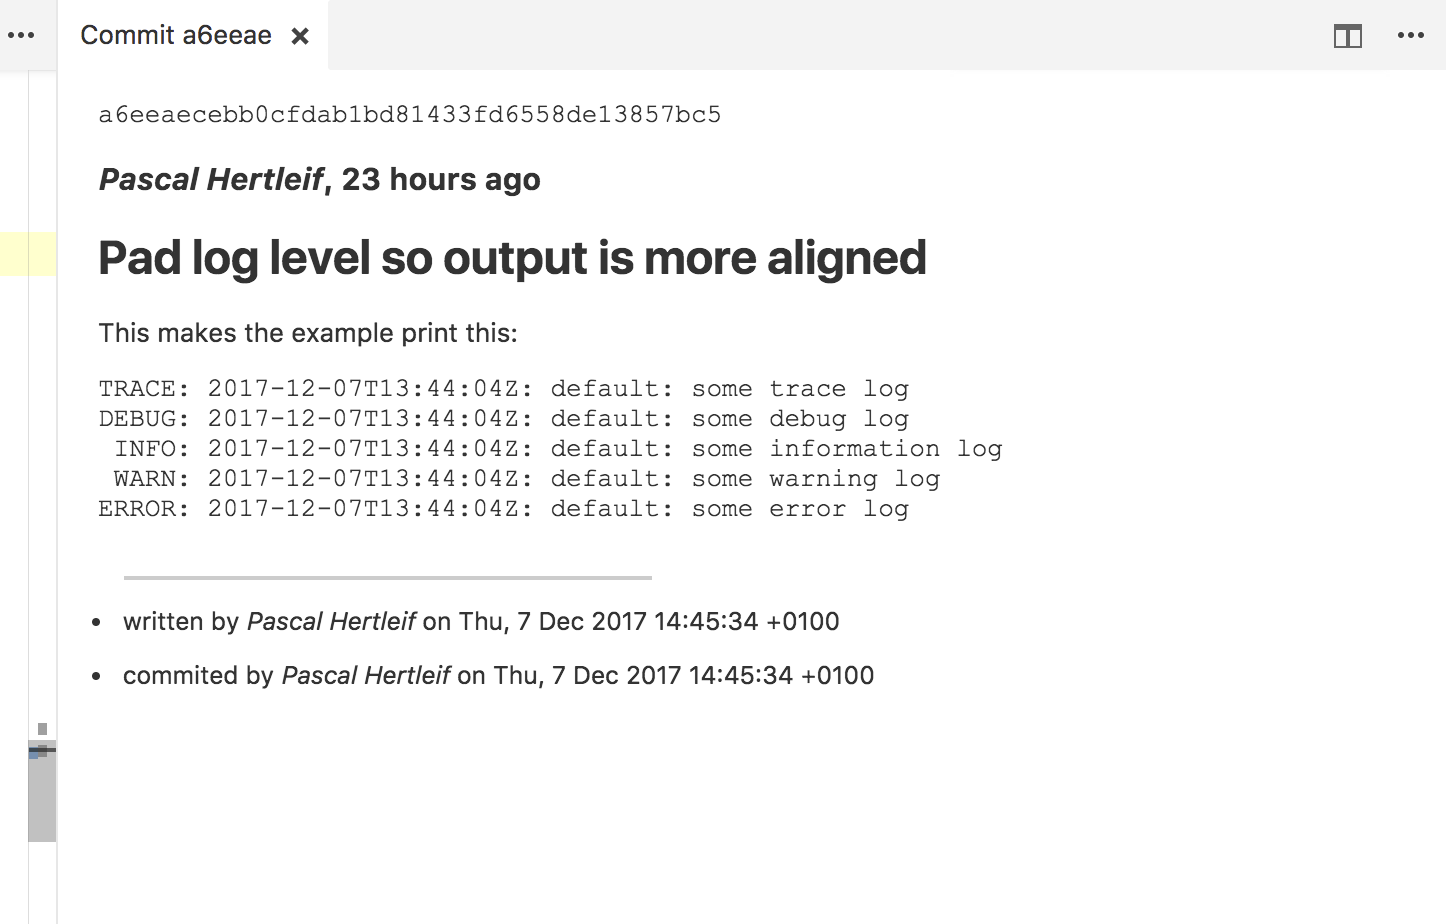 Commit a6eeae
a6eeaecebb0cfdab1bd81433fd6558de13857bc5
Pascal Hertleif, 23 hours ago
Pad log level so output is more aligned
This makes the example print this:
TRACE: 2017-12-07T13:44:04Z: default: some trace log
DEBUG: 2017-12-07T13:44:04Z: default: some debug log
 INFO: 2017-12-07T13:44:04Z: default: some information log
 WARN: 2017-12-07T13:44:04Z: default: some warning log
ERROR: 2017-12-07T13:44:04Z: default: some error log
• written by Pascal Hertleif on Thu, 7 Dec 2017 14:45:34 +0100
• commited by Pascal Hertleif on Thu, 7 Dec 2017 14:45:34 +0100